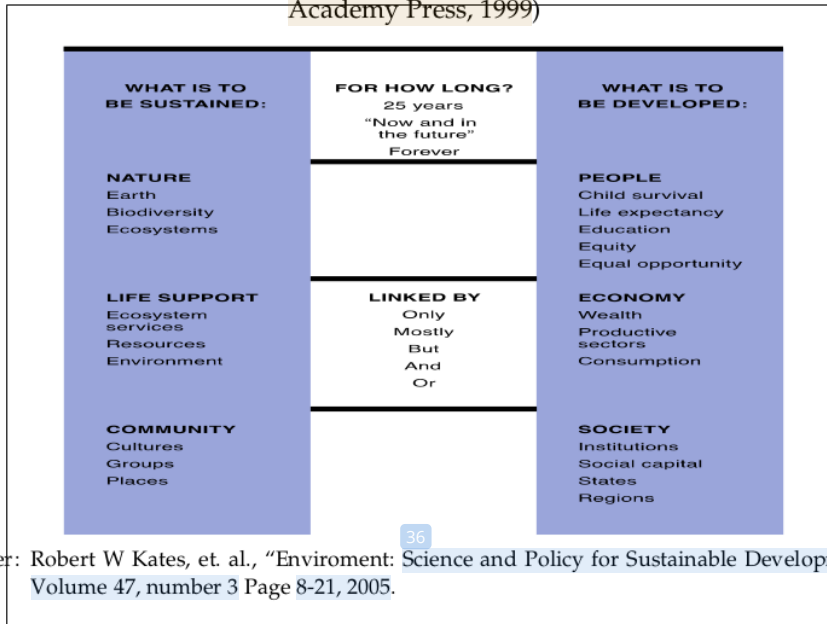 Academy Press, 1999)
WHAT IS TO
BE SUSTAINED:
NATURE
Earth
Biodiversity
Ecosystems
LIFE SUPPORT
Ecosystem
services
Resources
Environment
COMMUNITY
Cultures
Groups
Places
FOR HOW LONG?
25 years
"Now and in
the future"
Forever
LINKED BY
Only
Mostly
But
And
Or
WHAT IS TO
BE DEVELOPED:
PEOPLE
Child survival
Life expectancy
Education
Equity
Equal opportunity
ECONOMY
Wealth
Productive
sectors
Consumption
SOCIETY
Institutions
Social capital
States
Regions
36
er: Robert W Kates, et. al., “Enviroment: Science and Policy for Sustainable Develop
Volume 47, number 3 Page 8-21, 2005.